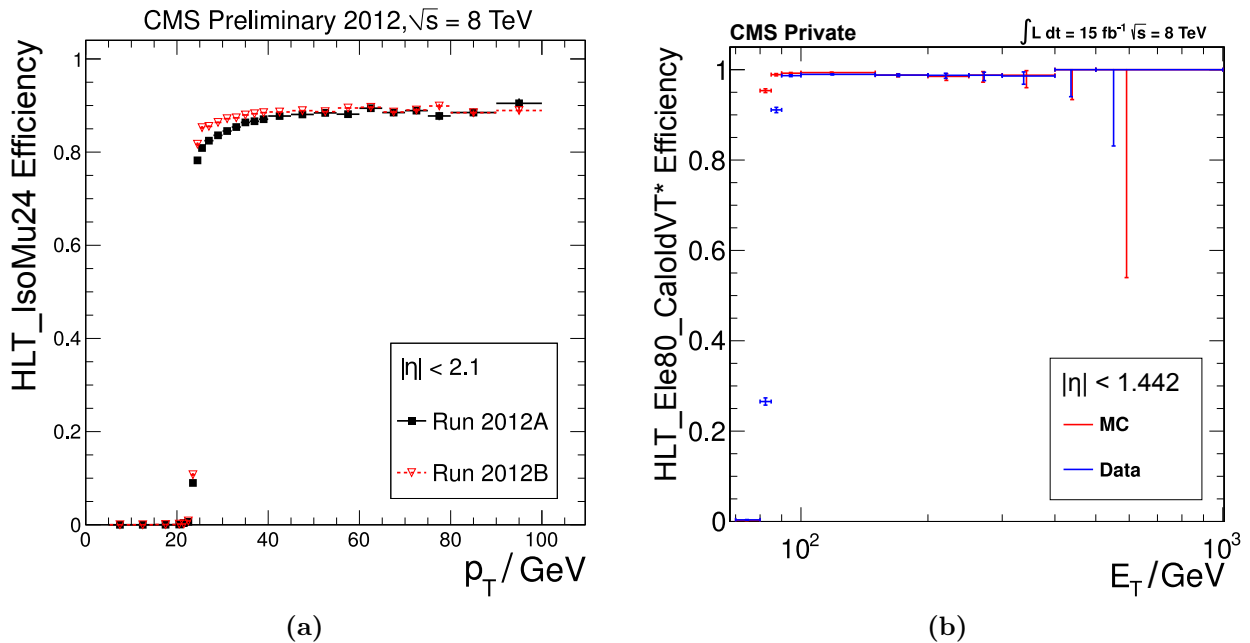 CMS Preliminary 2012,√s = 8 TeV
HLT_IsoMu24 Efficiency
1
0.8
0.6
0.4
0.2
0
|η| < 2.1
Run 2012A
Run 2012B
0 20 40 60 80 100
p_T / GeV
(a)
CMS Private
∫L dt = 15 fb⁻¹ √s = 8 TeV
HLT_Ele80_CaloIdVT* Efficiency
1
0.8
0.6
0.4
0.2
0
|η| < 1.442
MC
Data
10² 10³
E_T /GeV
(b)